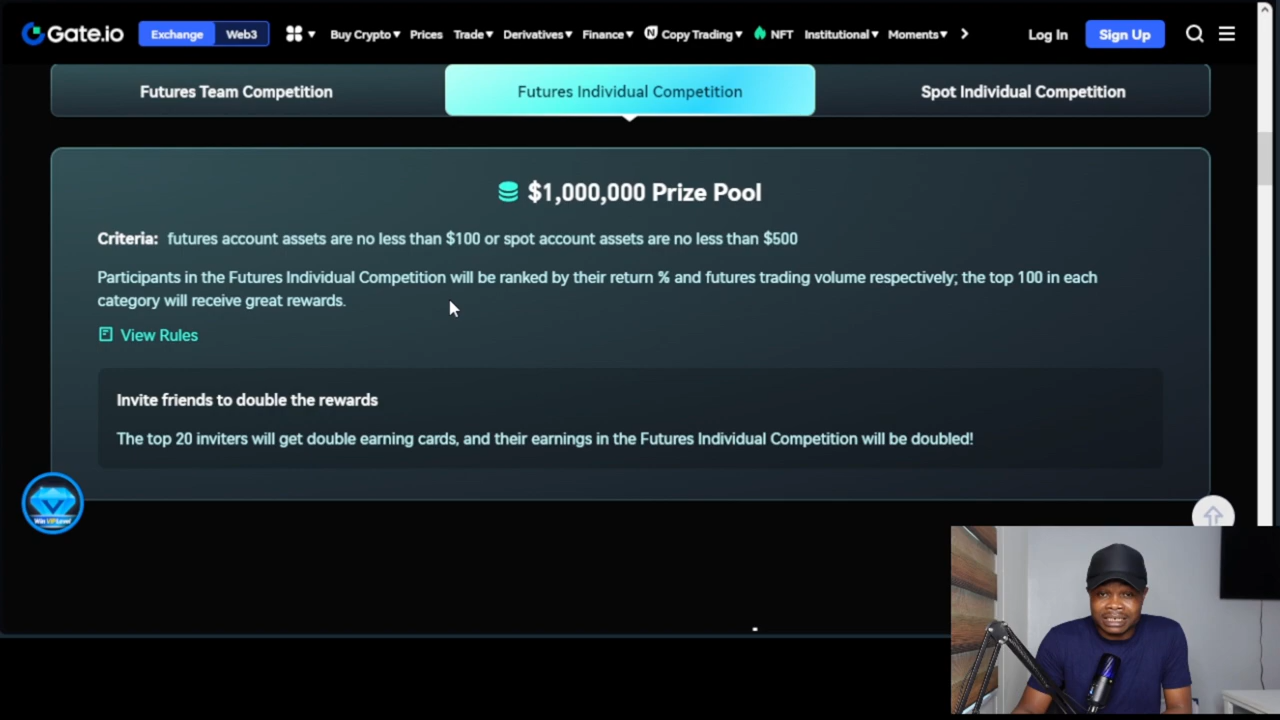 Gate.io Exchange Web3 Buy Crypto Prices Trade Derivatives Finance Copy Trading NFT Institutional Moments Log In Sign Up
Futures Team Competition Futures Individual Competition Spot Individual Competition
$1,000,000 Prize Pool
Criteria: futures account assets are no less than $100 or spot account assets are no less than $500
Participants in the Futures Individual Competition will be ranked by their return % and futures trading volume respectively; the top 100 in each
category will receive great rewards.
View Rules
Invite friends to double the rewards
The top 20 inviters will get double earning cards, and their earnings in the Futures Individual Competition will be doubled!
Win VIP Level